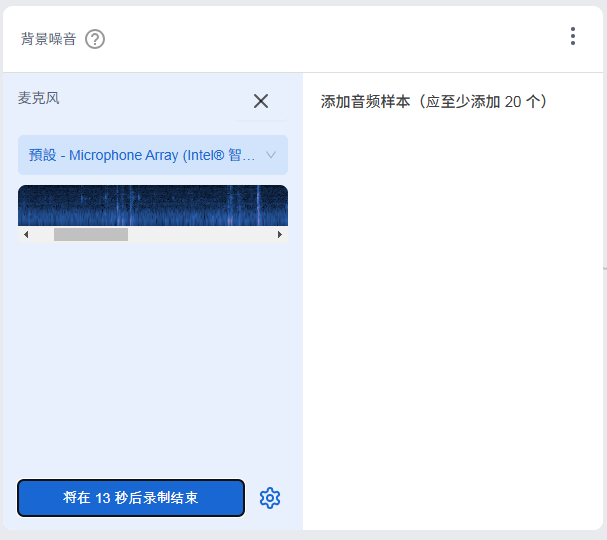 背景噪音
麦克风
添加音频样本（应至少添加 20 个）
預設 - Microphone Array (Intel® 智...
将在 13 秒后录制结束